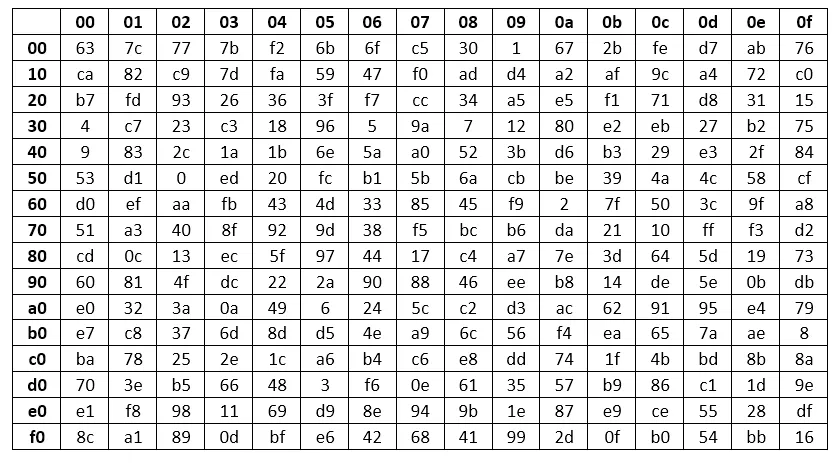 00 01 02 03 04 05 06 07 08 09 0a 0b 0c 0d 0e 0f
00 63 7c 77 7b f2 6b 6f c5 30 1 67 2b fe d7 ab 76
10 ca 82 c9 7d fa 59 47 f0 ad d4 a2 af 9c a4 72 c0
20 b7 fd 93 26 36 3f f7 cc 34 a5 e5 f1 71 d8 31 15
30 4 c7 23 c3 18 96 5 9a 7 12 80 e2 eb 27 b2 75
40 9 83 2c 1a 1b 6e 5a a0 52 3b d6 b3 29 e3 2f 84
50 53 d1 0 ed 20 fc b1 5b 6a cb be 39 4a 4c 58 cf
60 d0 ef aa fb 43 4d 33 85 45 f9 2 7f 50 3c 9f a8
70 51 a3 40 8f 92 9d 38 f5 bc b6 da 21 10 ff f3 d2
80 cd 0c 13 ec 5f 97 44 17 c4 a7 7e 3d 64 5d 19 73
90 60 81 4f dc 22 2a 90 88 46 ee b8 14 de 5e 0b db
a0 e0 32 3a 0a 49 6 24 5c c2 d3 ac 62 91 95 e4 79
b0 e7 c8 37 6d 8d d5 4e a9 6c 56 f4 ea 65 7a ae 8
c0 ba 78 25 2e 1c a6 b4 c6 e8 dd 74 1f 4b bd 8b 8a
d0 70 3e b5 66 48 3 f6 0e 61 35 57 b9 86 c1 1d 9e
e0 e1 f8 98 11 69 d9 8e 94 9b 1e 87 e9 ce 55 28 df
f0 8c a1 89 0d bf e6 42 68 41 99 2d 0f b0 54 bb 16